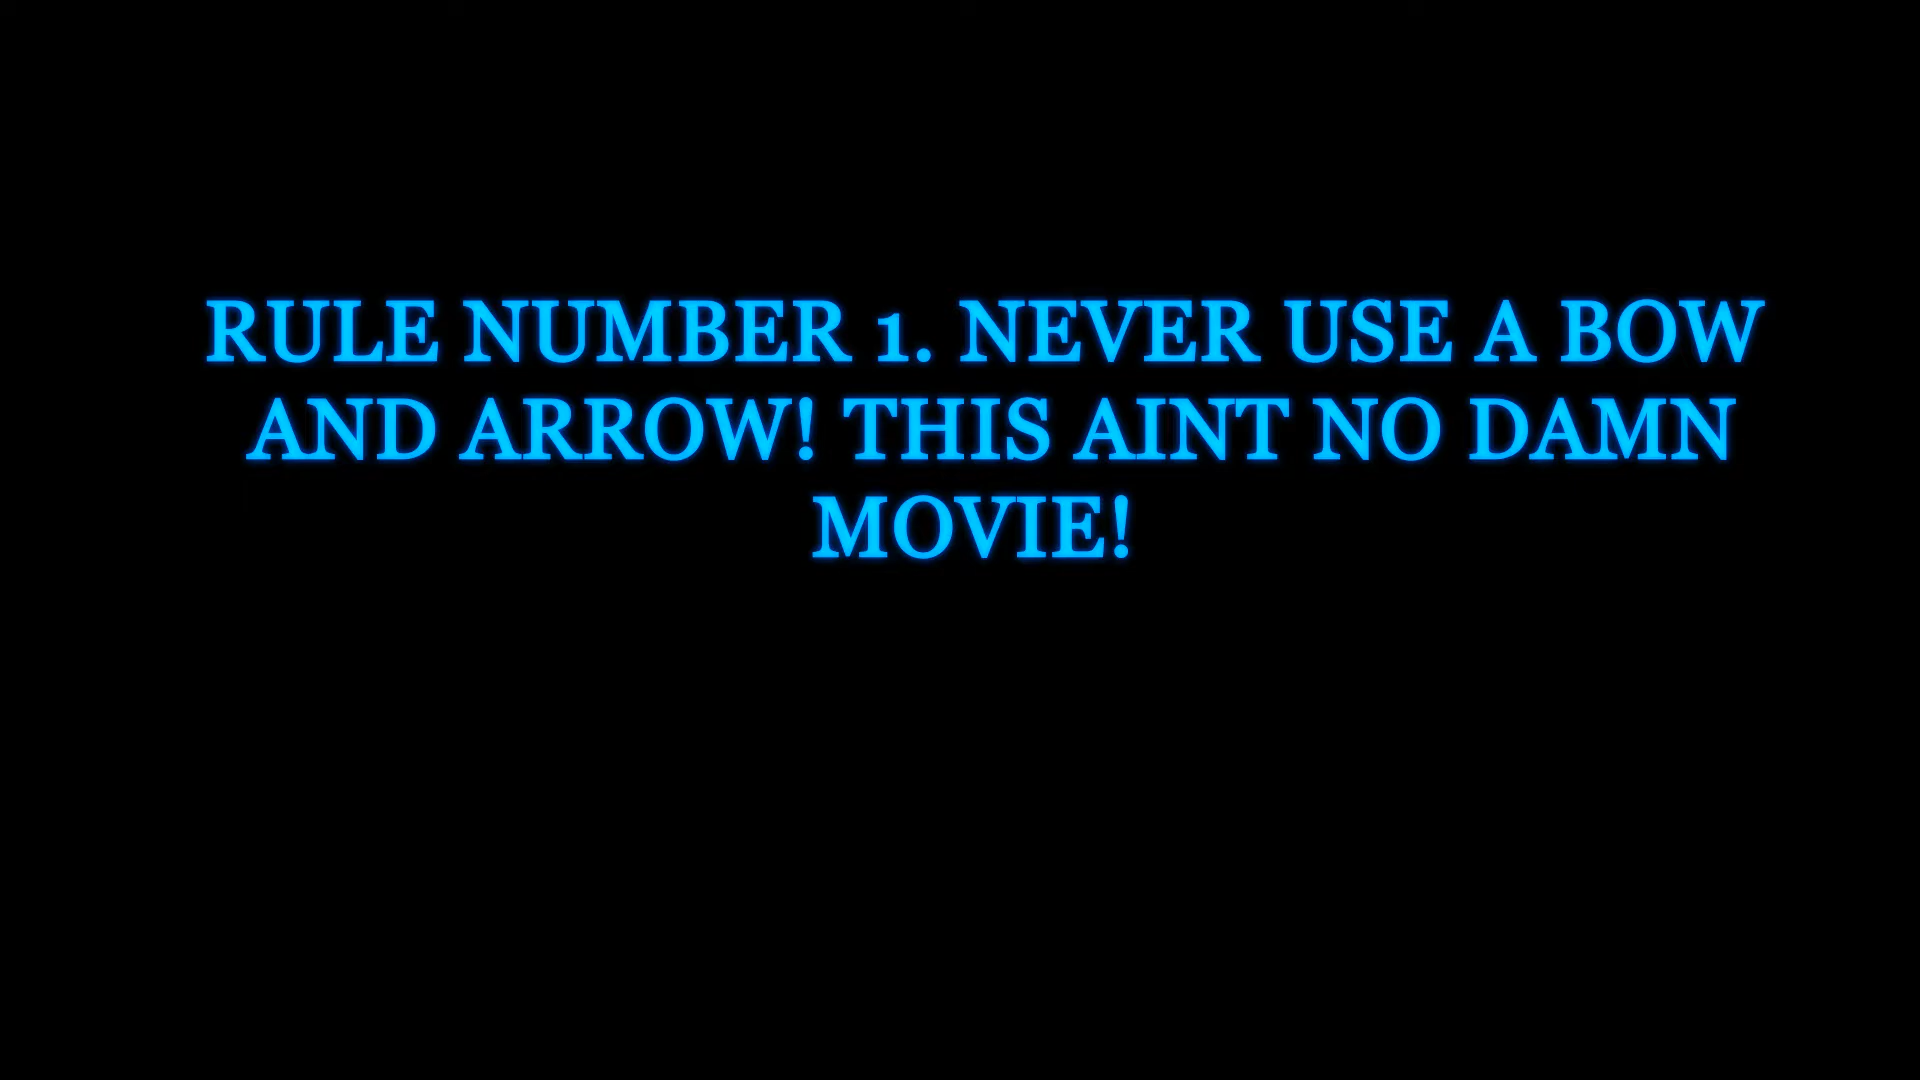 RULE NUMBER 1. NEVER USE A BOW
AND ARROW! THIS AINT NO DAMN
MOVIE!